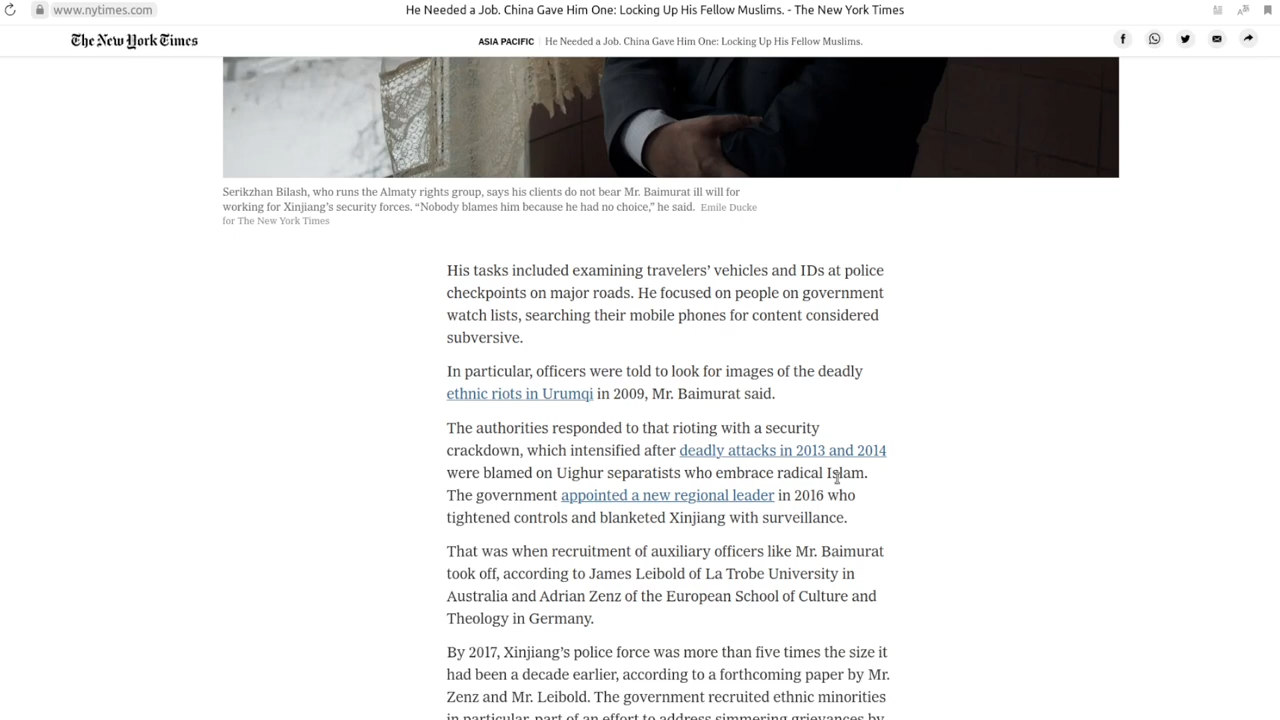 www.nytimes.com
He Needed a Job. China Gave Him One: Locking Up His Fellow Muslims. - The New York Times
The New York Times
ASIA PACIFIC | He Needed a Job. China Gave Him One: Locking Up His Fellow Muslims.
Serikzhan Bilash, who runs the Almaty rights group, says his clients do not bear Mr. Baimurat ill will for
working for Xinjiang’s security forces. “Nobody blames him because he had no choice,” he said. Emile Ducke
for The New York Times
His tasks included examining travelers’ vehicles and IDs at police
checkpoints on major roads. He focused on people on government
watch lists, searching their mobile phones for content considered
subversive.
In particular, officers were told to look for images of the deadly
ethnic riots in Urumqi in 2009, Mr. Baimurat said.
The authorities responded to that rioting with a security
crackdown, which intensified after deadly attacks in 2013 and 2014
were blamed on Uighur separatists who embrace radical Islam.
The government appointed a new regional leader in 2016 who
tightened controls and blanketed Xinjiang with surveillance.
That was when recruitment of auxiliary officers like Mr. Baimurat
took off, according to James Leibold of La Trobe University in
Australia and Adrian Zenz of the European School of Culture and
Theology in Germany.
By 2017, Xinjiang’s police force was more than five times the size it
had been a decade earlier, according to a forthcoming paper by Mr.
Zenz and Mr. Leibold. The government recruited ethnic minorities
in particular, part of an effort to address simmering grievances by